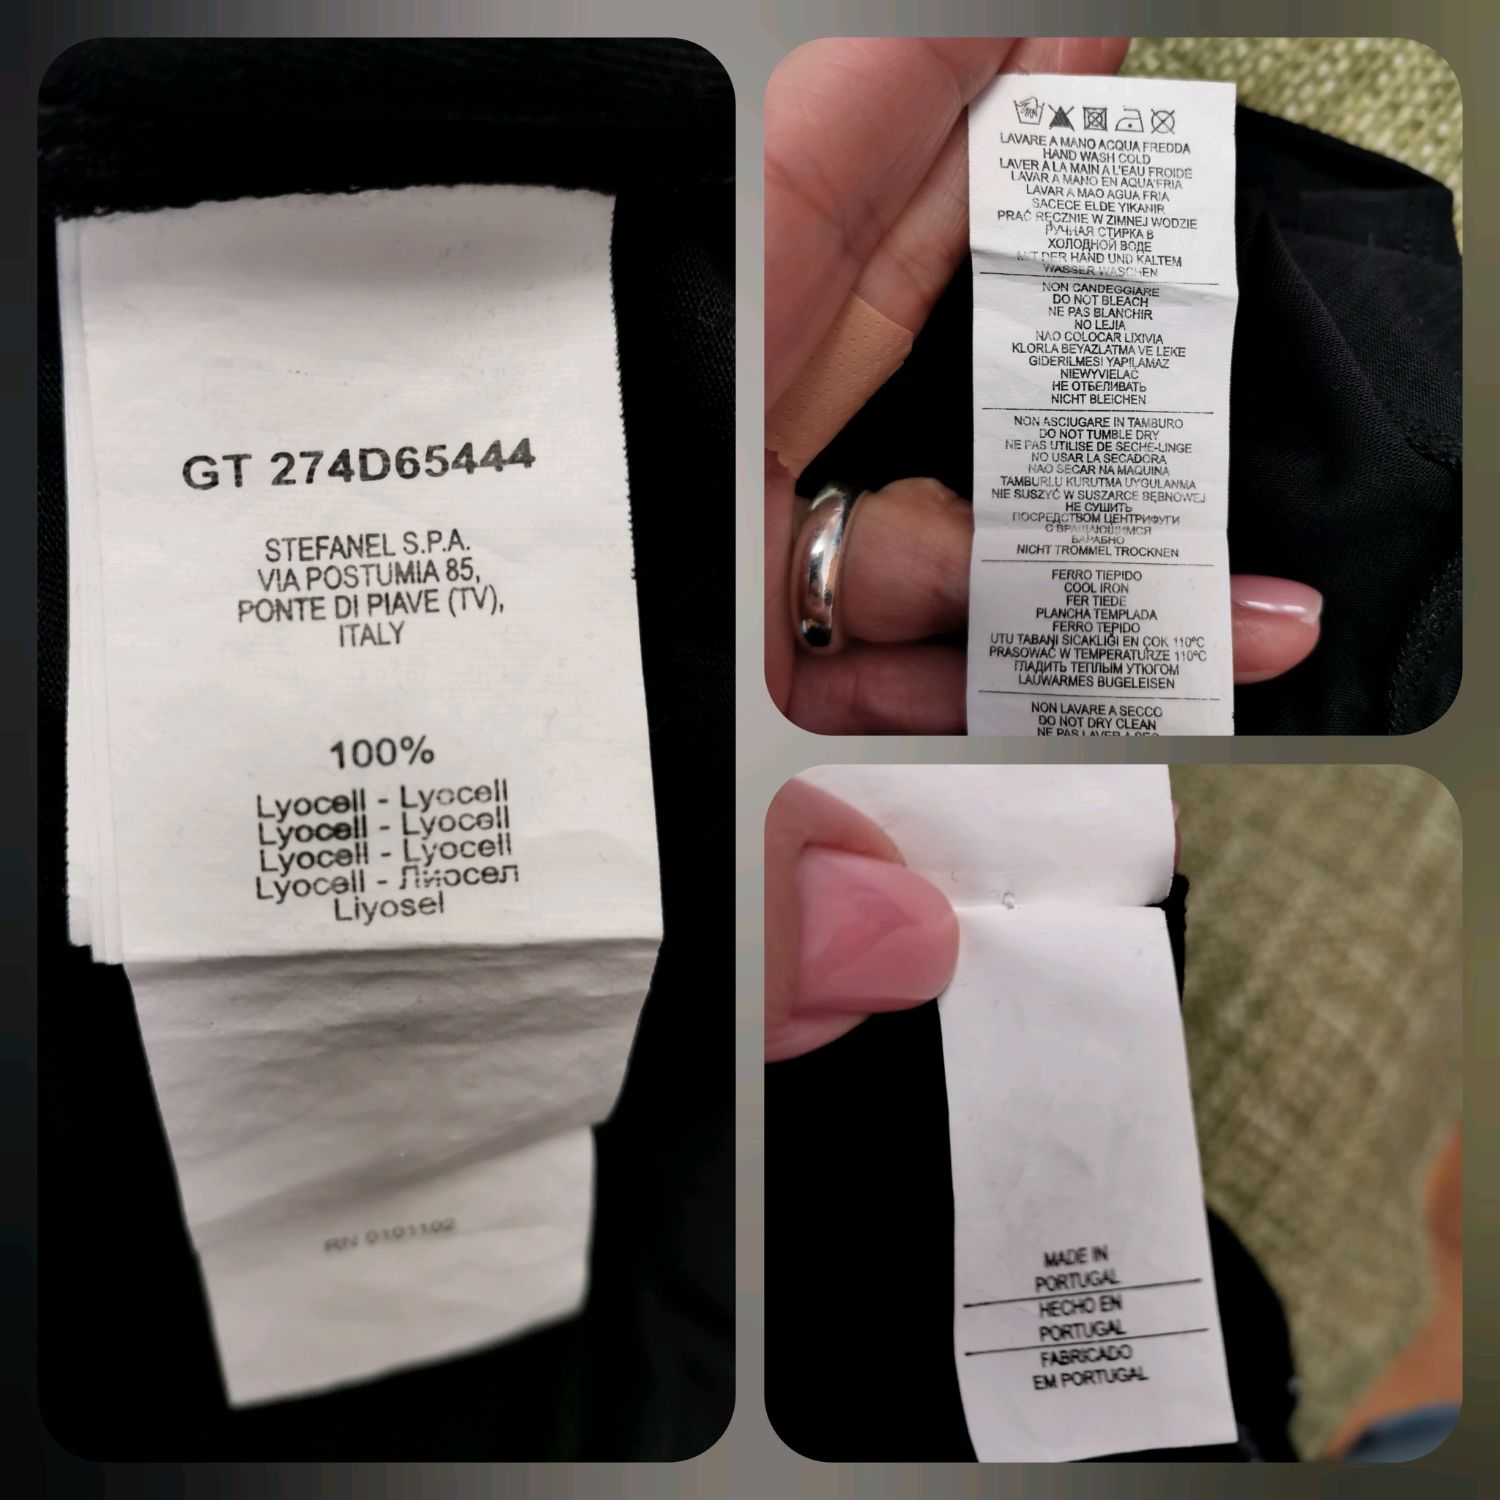 GT 274D65444
STEFANEL S.P.A.
VIA POSTUMIA 85,
PONTE DI PIAVE (TV),
ITALY
100%
Lyocell - Lyocell
Lyocell - Lyocell
Lyocell - Lyocell
Lyocell - Лиосел
Liyosel
RN 0101102
LAVARE A MANO ACQUA FREDDA
HAND WASH COLD
LAVER A LA MAIN A L'EAU FROIDE
LAVAR A MANO EN AQUA FRIA
LAVAR A MAO AGUA FRIA
SACECE ELDE YIKANIR
PRAĆ RĘCZNIE W ZIMNEJ WODZIE
РУЧНАЯ СТИРКА В
ХОЛОДНОЙ ВОДЕ
MIT DER HAND UND KALTEM
WASSER WASCHEN
NON CANDEGGIARE
DO NOT BLEACH
NE PAS BLANCHIR
NO LEJIA
NAO COLOCAR LIXIVIA
KLORLA BEYAZLATMA VE LEKE
GIDERILMESI YAPILAMAZ
NIEWYVIELAĆ
НЕ ОТБЕЛИВАТЬ
NICHT BLEICHEN
NON ASCIUGARE IN TAMBURO
DO NOT TUMBLE DRY
NE PAS UTILISE DE SECHE-LINGE
NO USAR LA SECADORA
NAO SECAR NA MAQUINA
TAMBURLU KURUTMA UYGULANMA
NIE SUSZYĆ W SUSZARCE BĘBNOWEJ
НЕ СУШИТЬ
ПОСРЕДСТВОМ ЦЕНТРИФУГИ
С ВРАЩАЮЩИМСЯ
БАРАБНО
NICHT TROMMEL TROCKNEN
FERRO TIEPIDO
COOL IRON
FER TIEDE
PLANCHA TEMPLADA
FERRO TEPIDO
UTU TABANI SICAKLIĞI EN COK 110°C
PRASOWAĆ W TEMPERATURZE 110°C
ГЛАДИТЬ ТЕПЛЫМ УТЮГОМ
LAUWARMES BUGELEISEN
NON LAVARE A SECCO
DO NOT DRY CLEAN
NE PAS LAVER A SEC
MADE IN
PORTUGAL
HECHO EN
PORTUGAL
FABRICADO
EM PORTUGAL